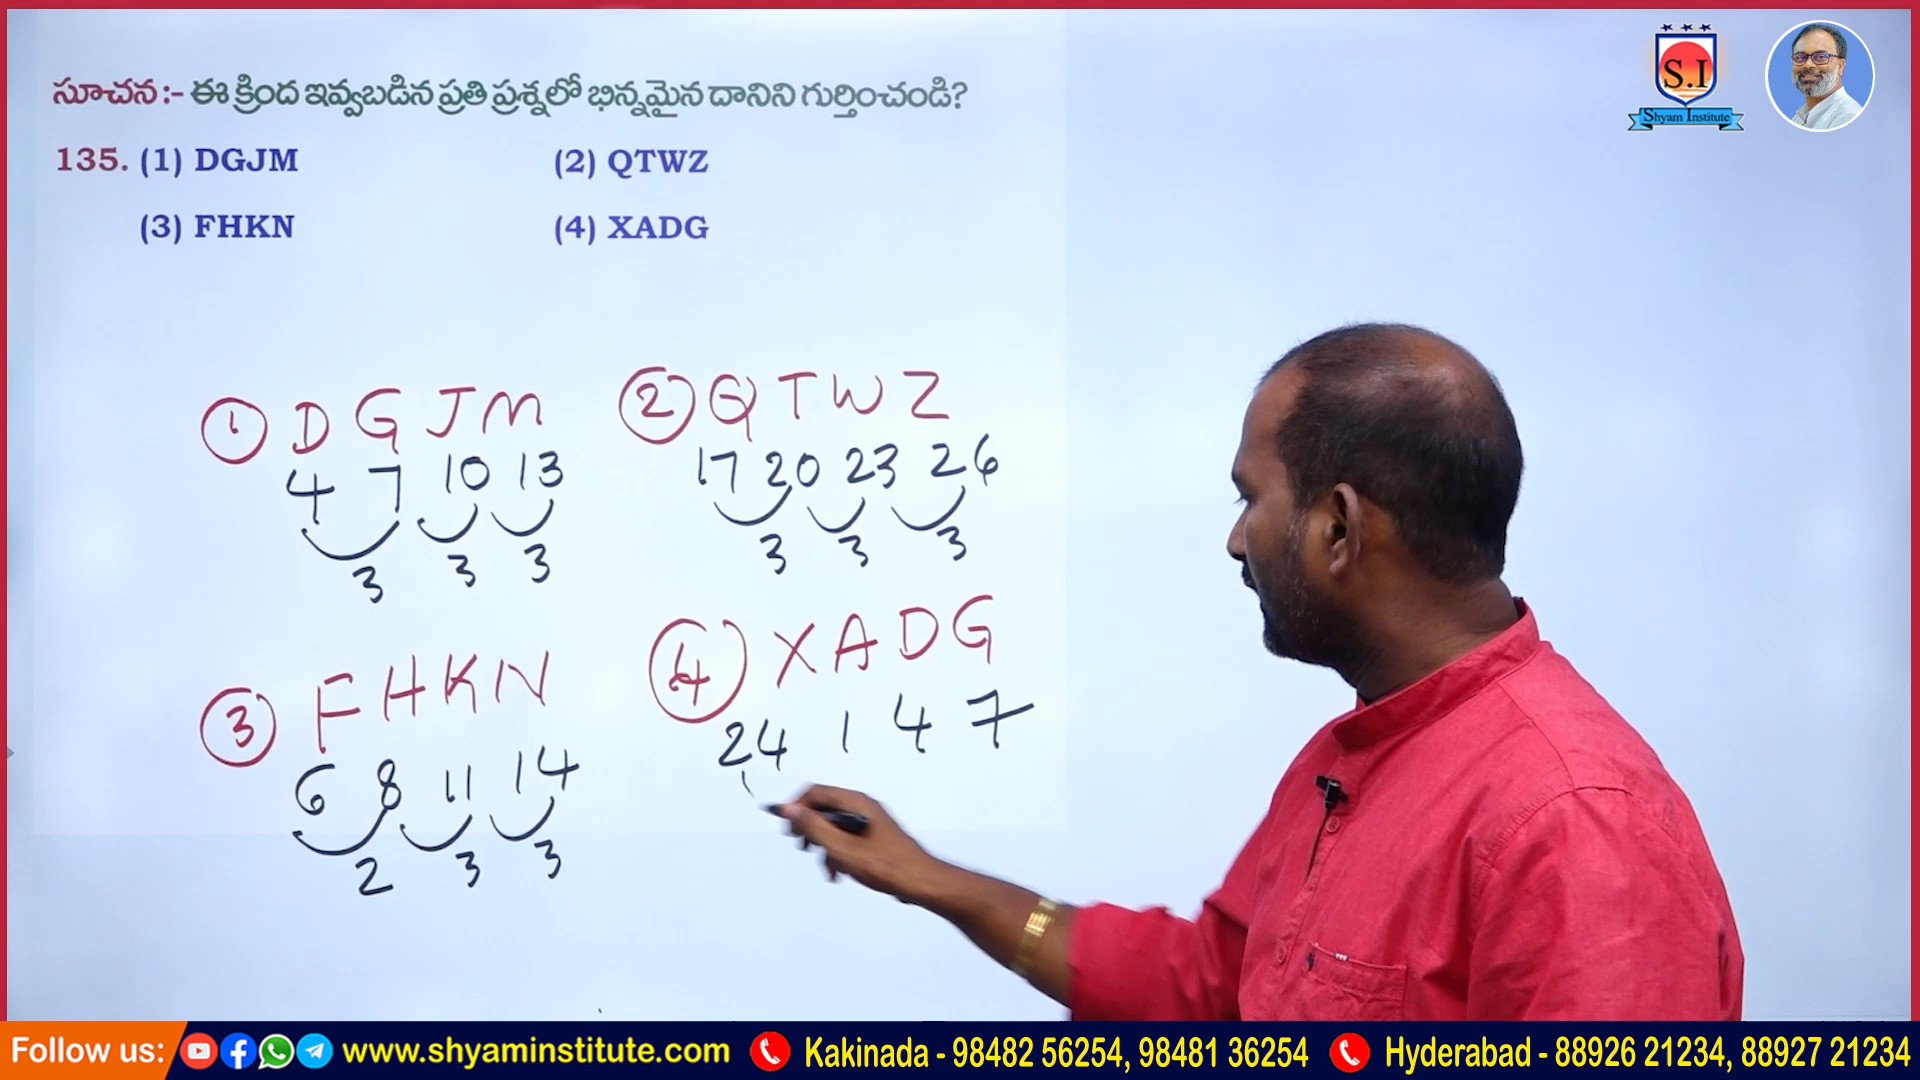 సూచన :- ఈ క్రింద ఇవ్వబడిన ప్రతి ప్రశ్నలో భిన్నమైన దానిని గుర్తించండి?
135. (1) DGJM (2) QTWZ
(3) FHKN (4) XADG
S.I
Shyam Institute
1 D G J M
4 7 10 13
3 3 3
2 Q T W Z
17 20 23 26
3 3 3
3 F H K N
6 8 11 14
2 3 3
4 X A D G
24 1 4 7
Follow us: www.shyaminstitute.com Kakinada - 98482 56254, 98481 36254 Hyderabad - 88926 21234, 88927 21234